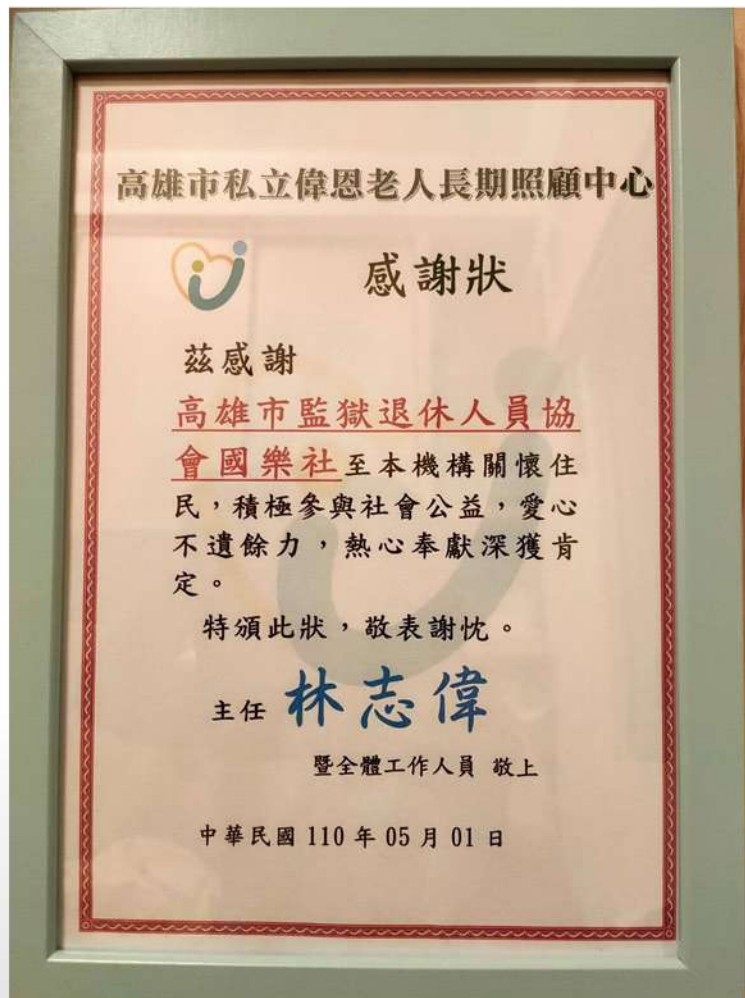 高雄市私立偉恩老人長期照顧中心
感謝狀
茲感謝
高雄市監獄退休人員協
會國樂社至本機構關懷住
民，積極參與社會公益，愛心
不遺餘力，熱心奉獻深獲肯
定。
特頒此狀，敬表謝忱。
主任 林志偉
暨全體工作人員 敬上
中華民國 110 年 05 月 01 日